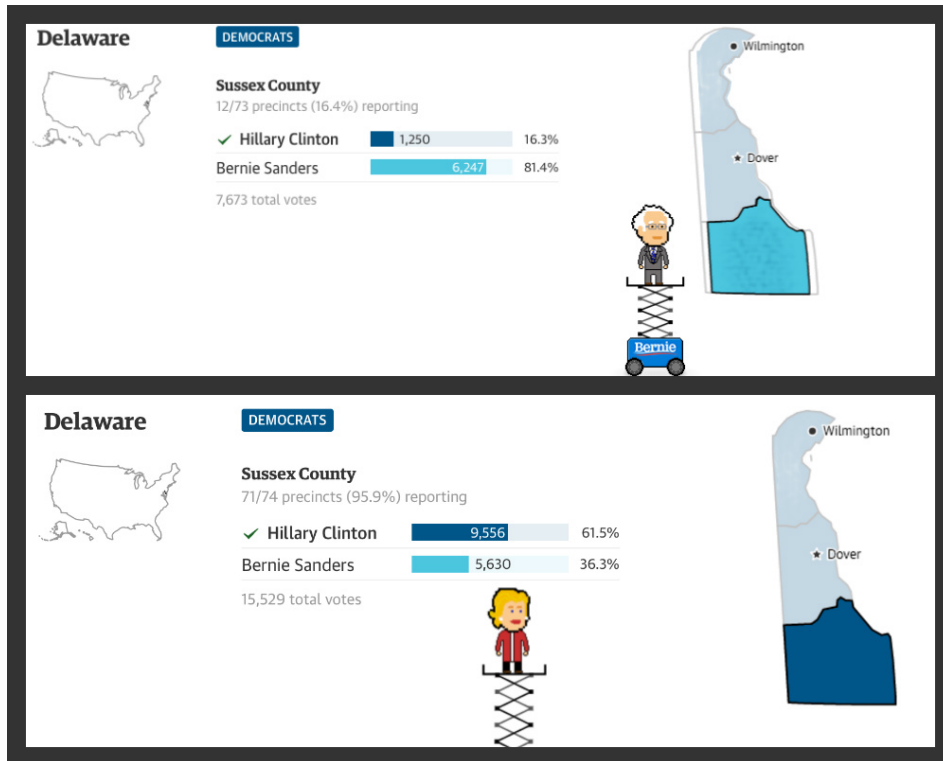 Delaware
DEMOCRATS
Sussex County
12/73 precincts (16.4%) reporting
Hillary Clinton 1,250 16.3%
Bernie Sanders 6,247 81.4%
7,673 total votes
Wilmington
Dover
Bernie
Delaware
DEMOCRATS
Sussex County
71/74 precincts (95.9%) reporting
Hillary Clinton 9,556 61.5%
Bernie Sanders 5,630 36.3%
15,529 total votes
Wilmington
Dover